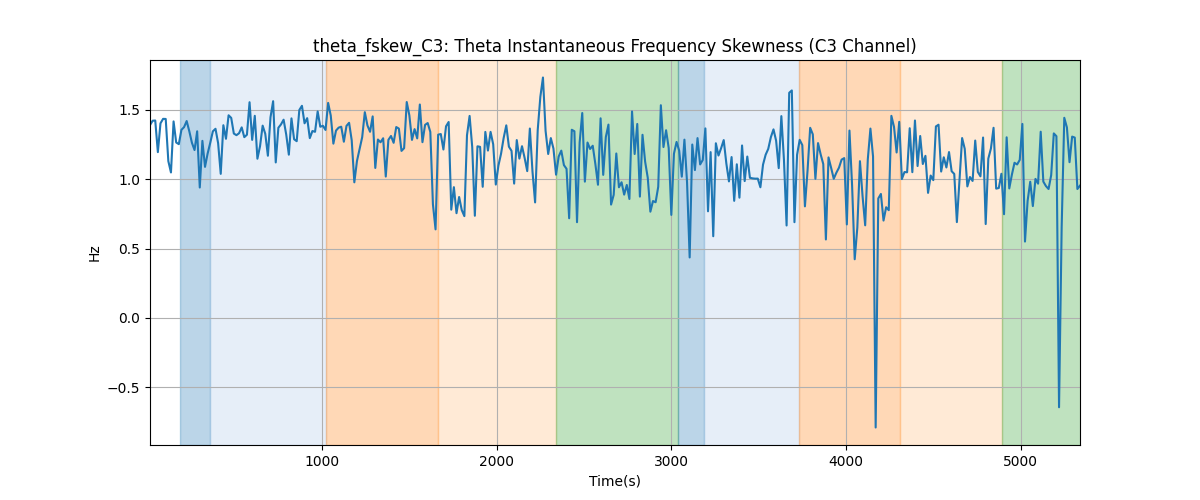 theta_fskew_C3: Theta Instantaneous Frequency Skewness (C3 Channel)
1.5
1.0
0.5
0.0
−0.5
Hz
1000 2000 3000 4000 5000
Time(s)